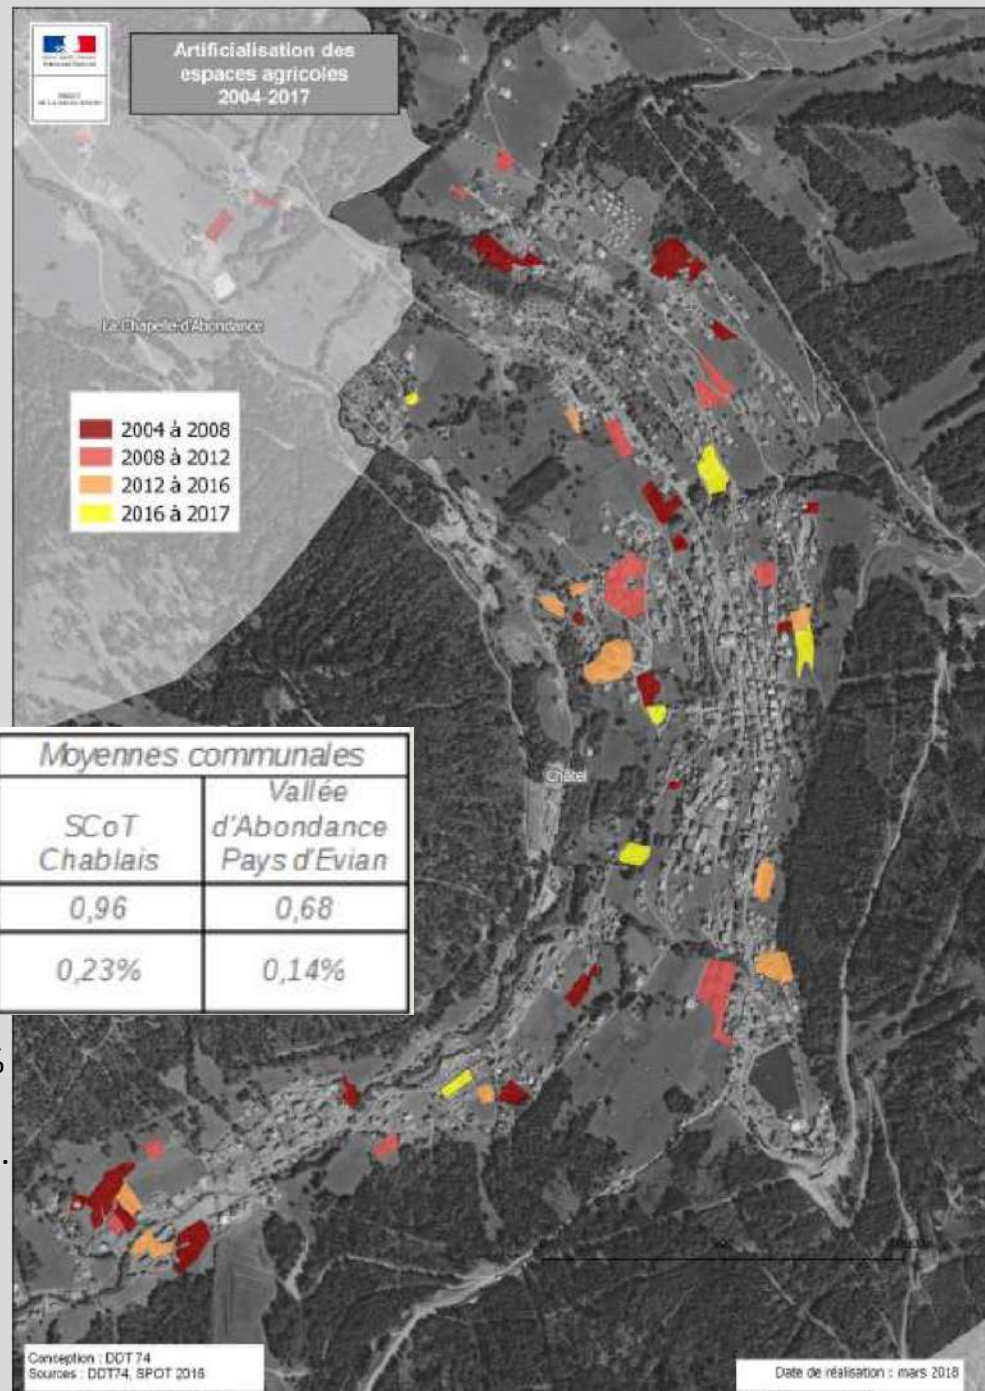 Artificialisation des
espaces agricoles
2004-2017
La Chapelle-d'Abondance
2004 à 2008
2008 à 2012
2012 à 2016
2016 à 2017
Châtel
Moyennes communales
SCoT
Chablais
Vallée
d'Abondance
Pays d'Evian
0,96
0,68
0,23%
0,14%
Conception : DDT 74
Sources : DDT74, SPOT 2016
Date de réalisation : mars 2018